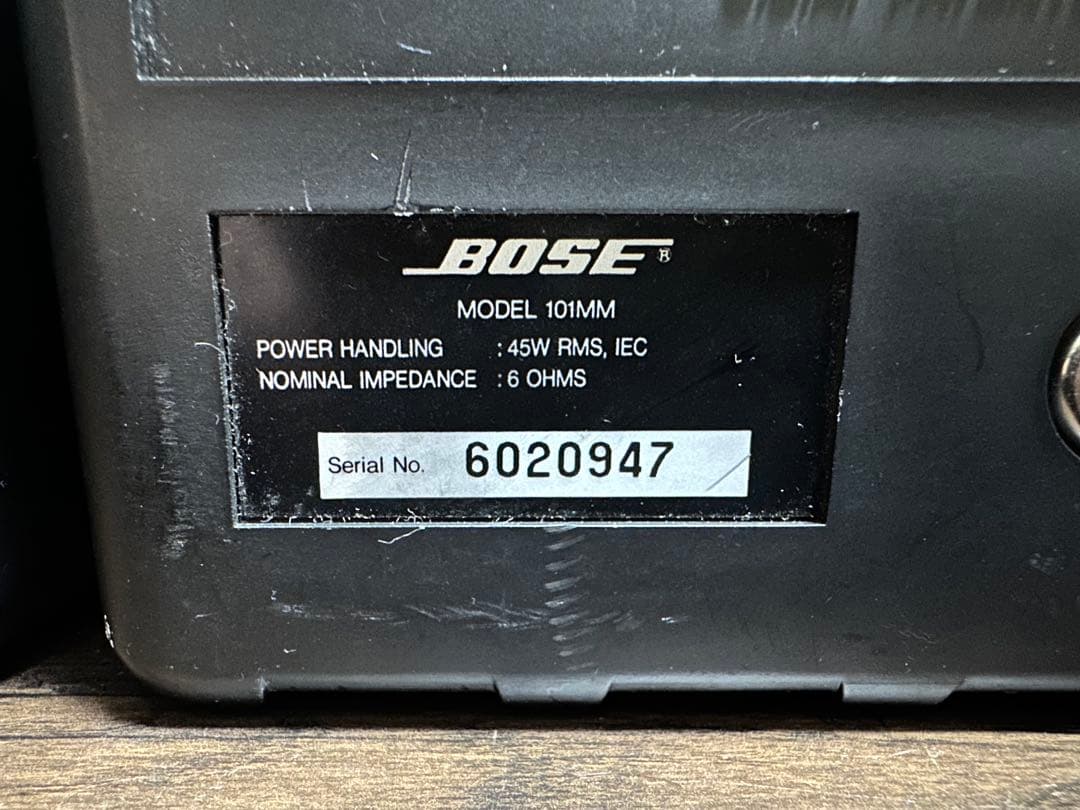 BOSE®
MODEL 101MM
POWER HANDLING : 45W RMS, IEC
NOMINAL IMPEDANCE : 6 OHMS
Serial No. 6020947